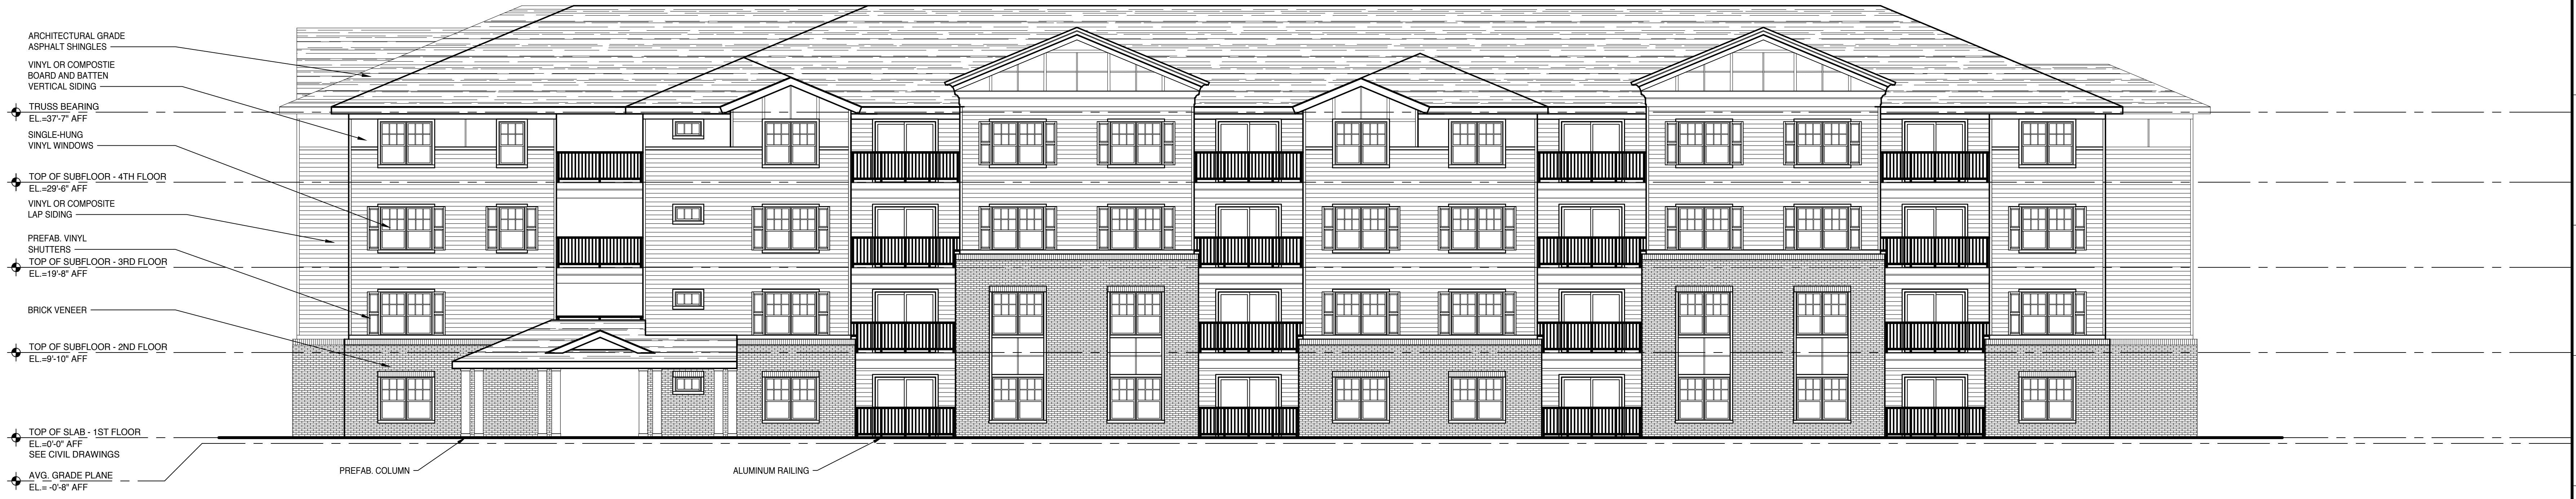 ARCHITECTURAL GRADE
ASPHALT SHINGLES
VINYL OR COMPOSTIE
BOARD AND BATTEN
VERTICAL SIDING
TRUSS BEARING
EL.=37'-7" AFF
SINGLE-HUNG
VINYL WINDOWS
TOP OF SUBFLOOR - 4TH FLOOR
EL.=29'-6" AFF
VINYL OR COMPOSITE
LAP SIDING
PREFAB. VINYL
SHUTTERS
TOP OF SUBFLOOR - 3RD FLOOR
EL.=19'-8" AFF
BRICK VENEER
TOP OF SUBFLOOR - 2ND FLOOR
EL.=9'-10" AFF
TOP OF SLAB - 1ST FLOOR
EL.=0'-0" AFF
SEE CIVIL DRAWINGS
AVG. GRADE PLANE
EL.= -0'-8" AFF
PREFAB. COLUMN
ALUMINUM RAILING